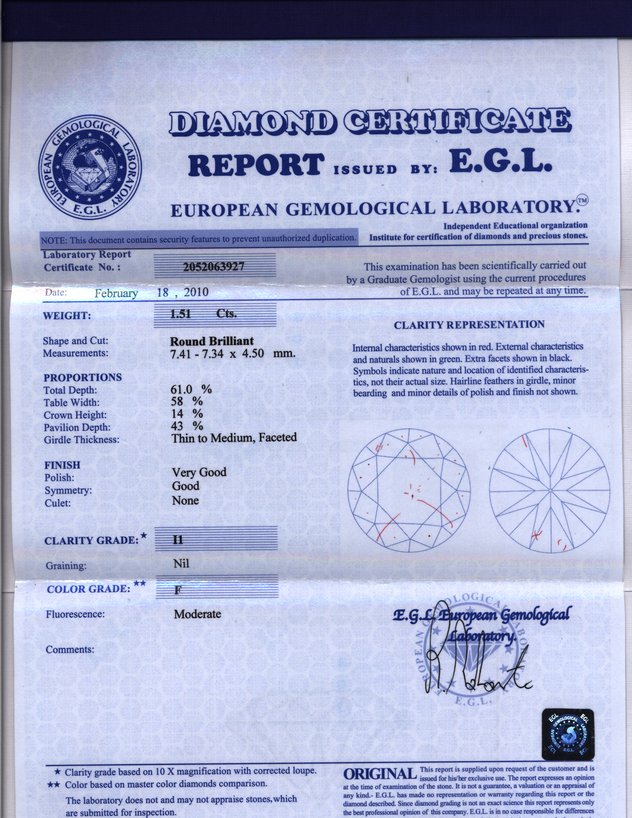 EUROPEAN GEMOLOGICAL LABORATORY
E.G.L.
DIAMOND CERTIFICATE
REPORT ISSUED BY: E.G.L.
EUROPEAN GEMOLOGICAL LABORATORY.™
Independent Educational organization
NOTE: This document contains security features to prevent unauthorized duplication.
Institute for certification of diamonds and precious stones.
Laboratory Report
Certificate No. : 2052063927
Date: February 18 , 2010
This examination has been scientifically carried out
by a Graduate Gemologist using the current procedures
of E.G.L. and may be repeated at any time.
WEIGHT: 1.51 Cts.
Shape and Cut: Round Brilliant
Measurements: 7.41 - 7.34 x 4.50 mm.
PROPORTIONS
Total Depth: 61.0 %
Table Width: 58 %
Crown Height: 14 %
Pavilion Depth: 43 %
Girdle Thickness: Thin to Medium, Faceted
FINISH
Polish: Very Good
Symmetry: Good
Culet: None
CLARITY GRADE:★ I1
Graining: Nil
COLOR GRADE:★★ F
Fluorescence: Moderate
Comments:
CLARITY REPRESENTATION
Internal characteristics shown in red. External characteristics
and naturals shown in green. Extra facets shown in black.
Symbols indicate nature and location of identified characteris-
tics, not their actual size. Hairline feathers in girdle, minor
bearding and minor details of polish and finish not shown.
E.G.L. European Gemological
Laboratory.
E.G.L.
EGL EGL
★ Clarity grade based on 10 X magnification with corrected loupe.
★★ Color based on master color diamonds comparison.
The laboratory does not and may not appraise stones,which
are submitted for inspection.
ORIGINAL This report is supplied upon request of the customer and is
issued for his/her exclusive use. The report expresses an opinion
at the time of examination of the stone. It is not a guarantee, a valuation or an appraisal of
any kind.- E.G.L. has made no representation or warranty regarding this report or the
diamond described. Since diamond grading is not an exact science this report represents only
the best professional opinion of this company. E.G.L. is in no case responsible for differences